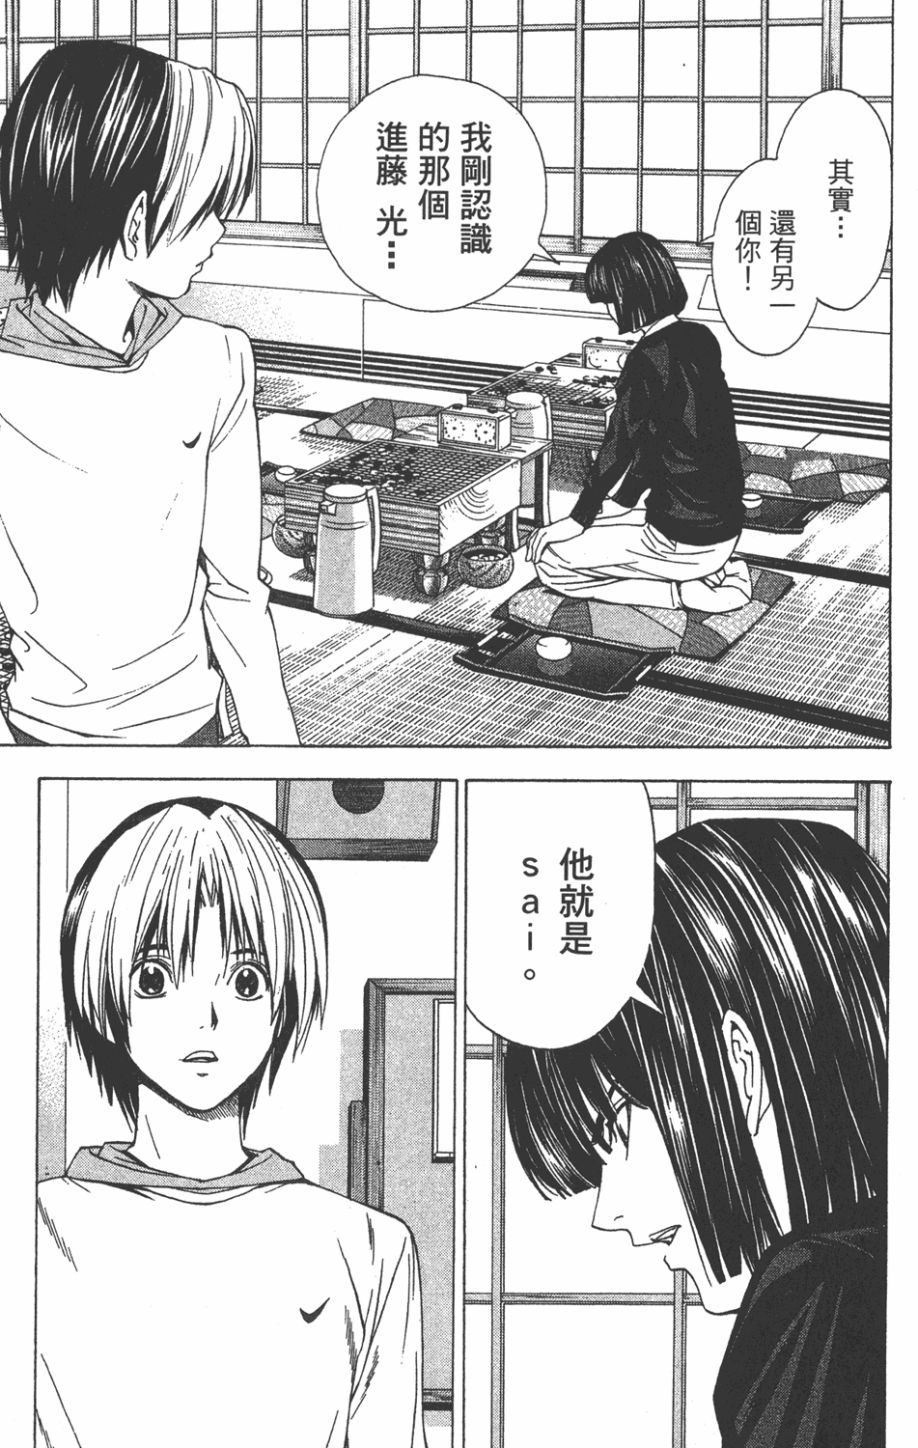 其實…
還有另一
個你！
我剛認識
的那個
進藤 光…
他就是
sai。